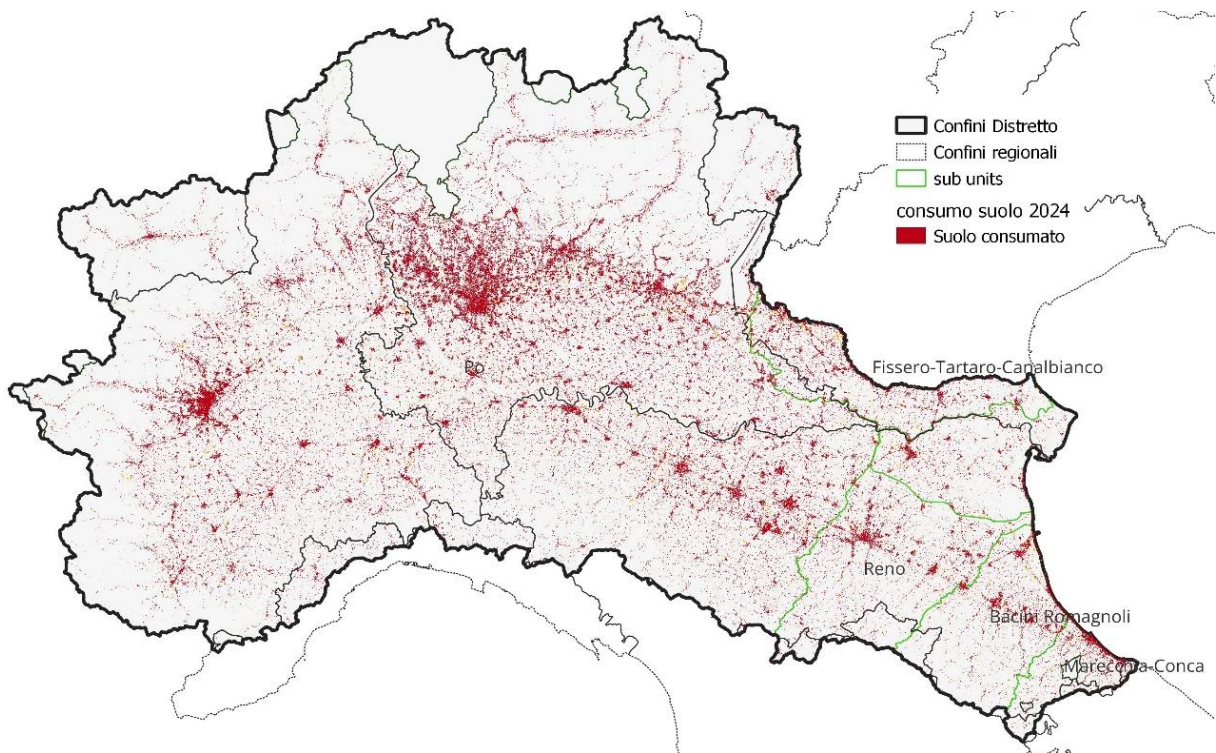 Confini Distretto
Confini regionali
sub units
consumo suolo 2024
Suolo consumato
Fissero-Tartaro-Canalbianco
Po
Reno
Bacini Romagnoli
Marecchia-Conca